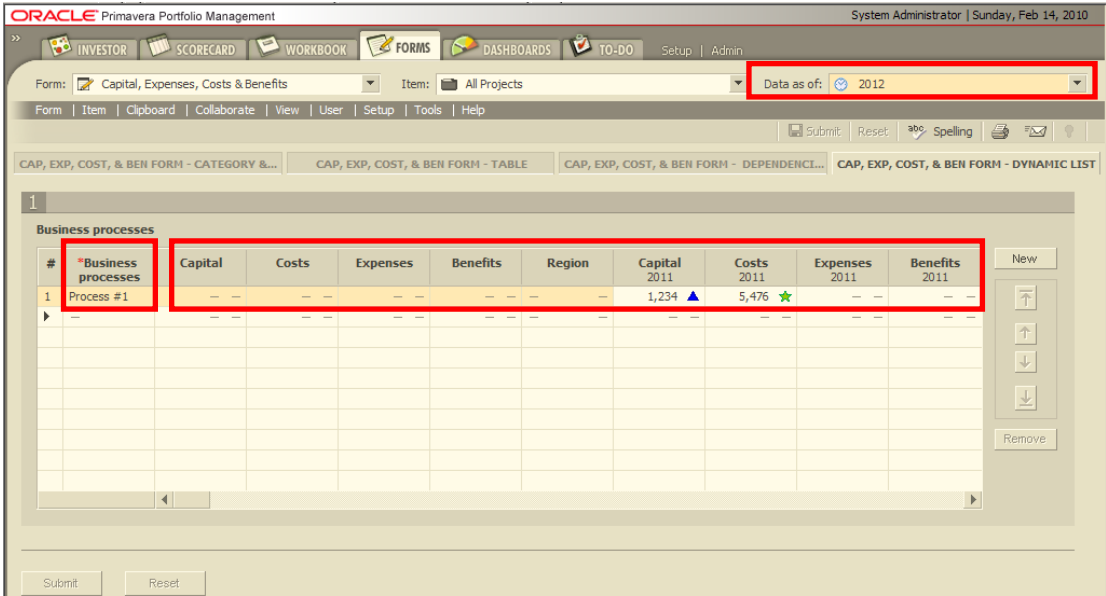 ORACLE Primavera Portfolio Management System Administrator | Sunday, Feb 14, 2010
» INVESTOR SCORECARD WORKBOOK FORMS DASHBOARDS TO-DO Setup | Admin
Form: Capital, Expenses, Costs & Benefits Item: All Projects Data as of: 2012
Form | Item | Clipboard | Collaborate | View | User | Setup | Tools | Help
Submit Reset abc Spelling
CAP, EXP, COST, & BEN FORM - CATEGORY &... CAP, EXP, COST, & BEN FORM - TABLE CAP, EXP, COST, & BEN FORM - DEPENDENCI... CAP, EXP, COST, & BEN FORM - DYNAMIC LIST
1
Business processes
# *Business processes Capital Costs Expenses Benefits Region Capital 2011 Costs 2011 Expenses 2011 Benefits 2011 New
1 Process #1 — — — — — — — — — — 1,234 5,476 — — — —
— — — — — — — — — — — — — — — — — — —
Remove
Submit Reset